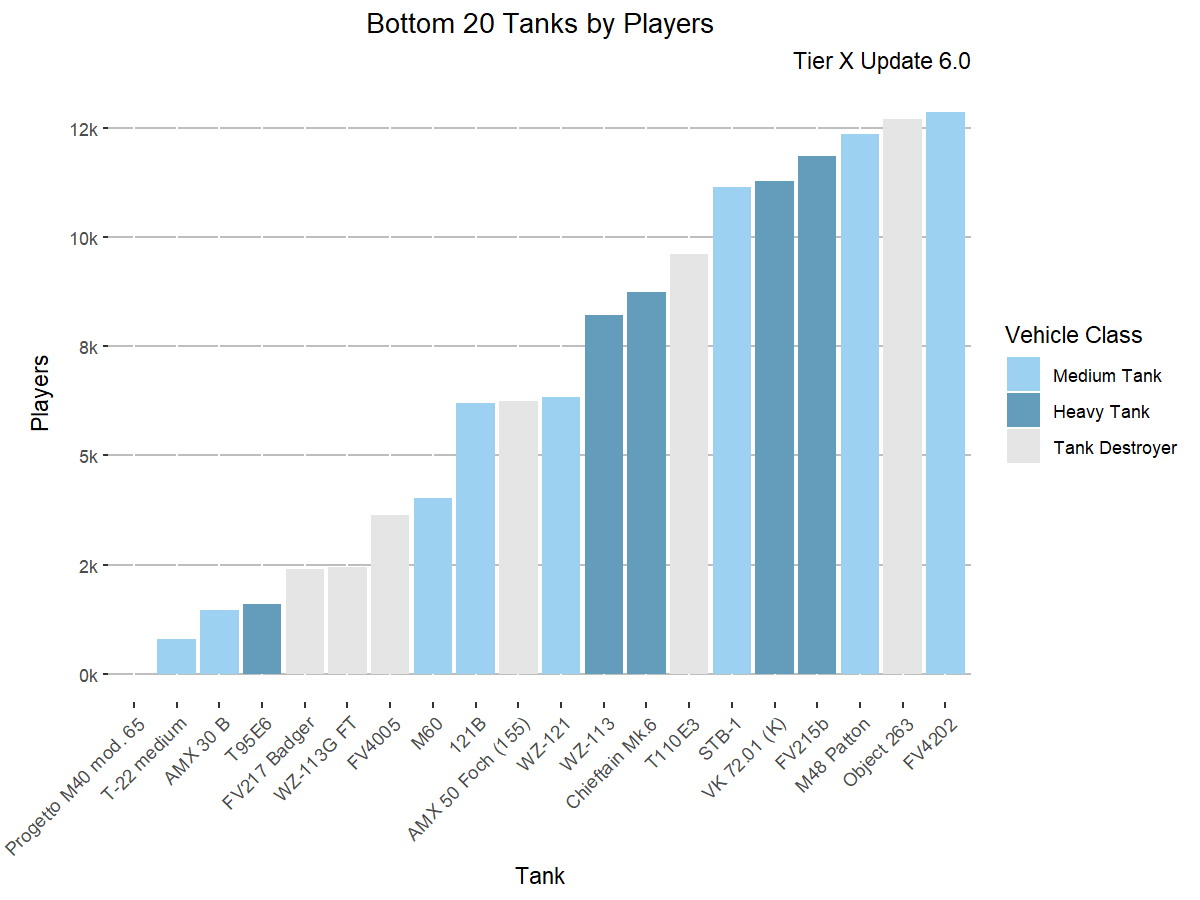 Bottom 20 Tanks by Players
Tier X Update 6.0
12k
10k
8k
5k
2k
0k
Players
Progetto M40 mod. 65
T-22 medium
AMX 30 B
T95E6
FV217 Badger
WZ-113G FT
FV4005
M60
121B
AMX 50 Foch (155)
WZ-121
WZ-113
Chieftain Mk.6
T110E3
STB-1
VK 72.01 (K)
FV215b
M48 Patton
Object 263
FV4202
Tank
Vehicle Class
Medium Tank
Heavy Tank
Tank Destroyer